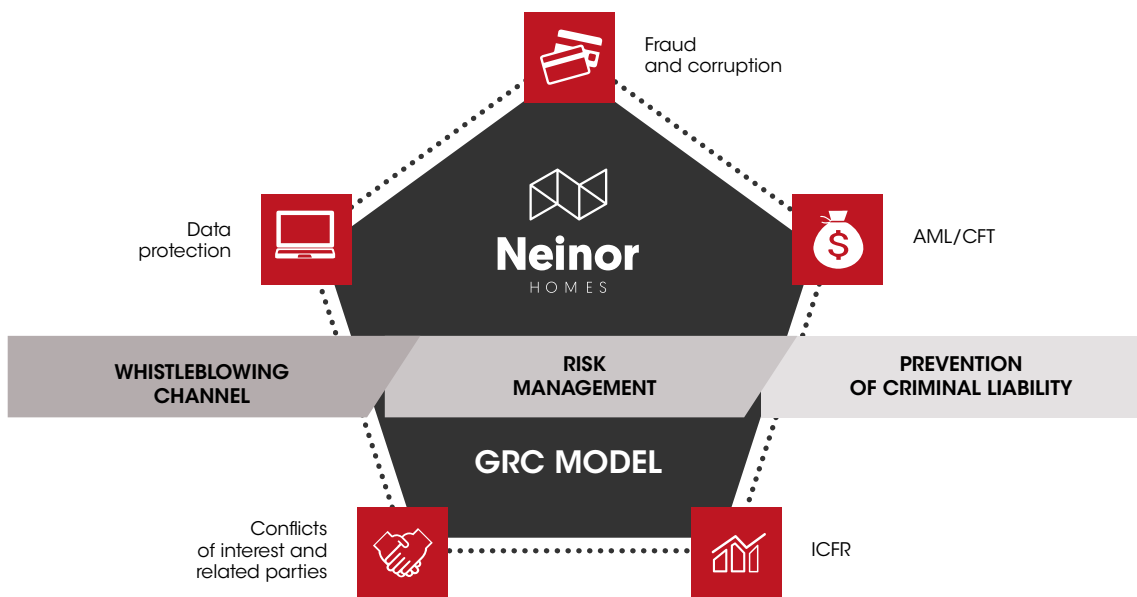 Fraud
and corruption
Data
protection
Neinor
HOMES
$
AML/CFT
WHISTLEBLOWING
CHANNEL
RISK
MANAGEMENT
PREVENTION
OF CRIMINAL LIABILITY
GRC MODEL
Conflicts
of interest and
related parties
ICFR